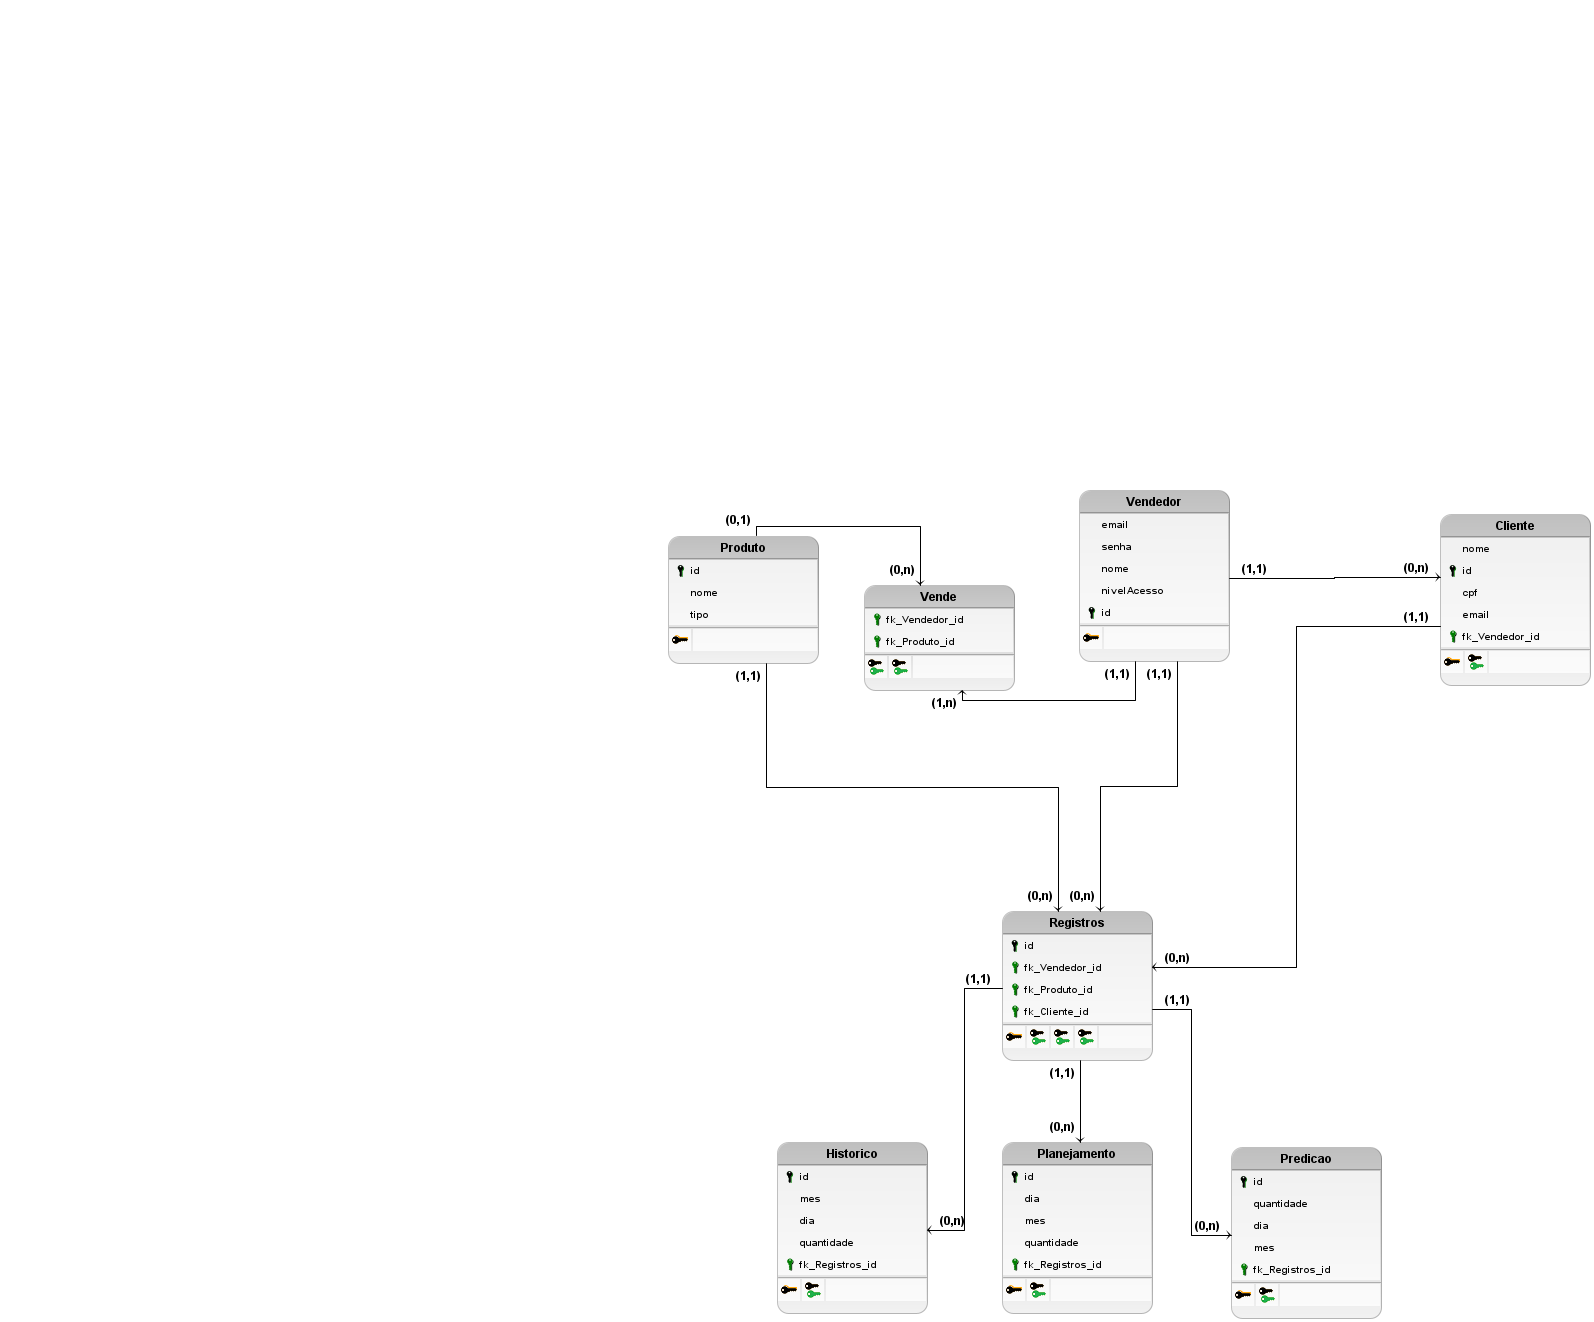 Vendedor
email
senha
nome
nivelAcesso
id
(0,1)
Produto
id
nome
tipo
(1,1)
(0,n)
Vende
fk_Vendedor_id
fk_Produto_id
(1,n)
(1,1)
(1,1)
(1,1)
(0,n)
Cliente
nome
id
cpf
email
fk_Vendedor_id
(1,1)
(0,n)
(0,n)
Registros
id
fk_Vendedor_id
fk_Produto_id
fk_Cliente_id
(0,n)
(1,1)
(1,1)
(1,1)
(0,n)
Historico
id
mes
dia
quantidade
fk_Registros_id
(0,n)
Planejamento
id
dia
mes
quantidade
fk_Registros_id
(0,n)
Predicao
id
quantidade
dia
mes
fk_Registros_id